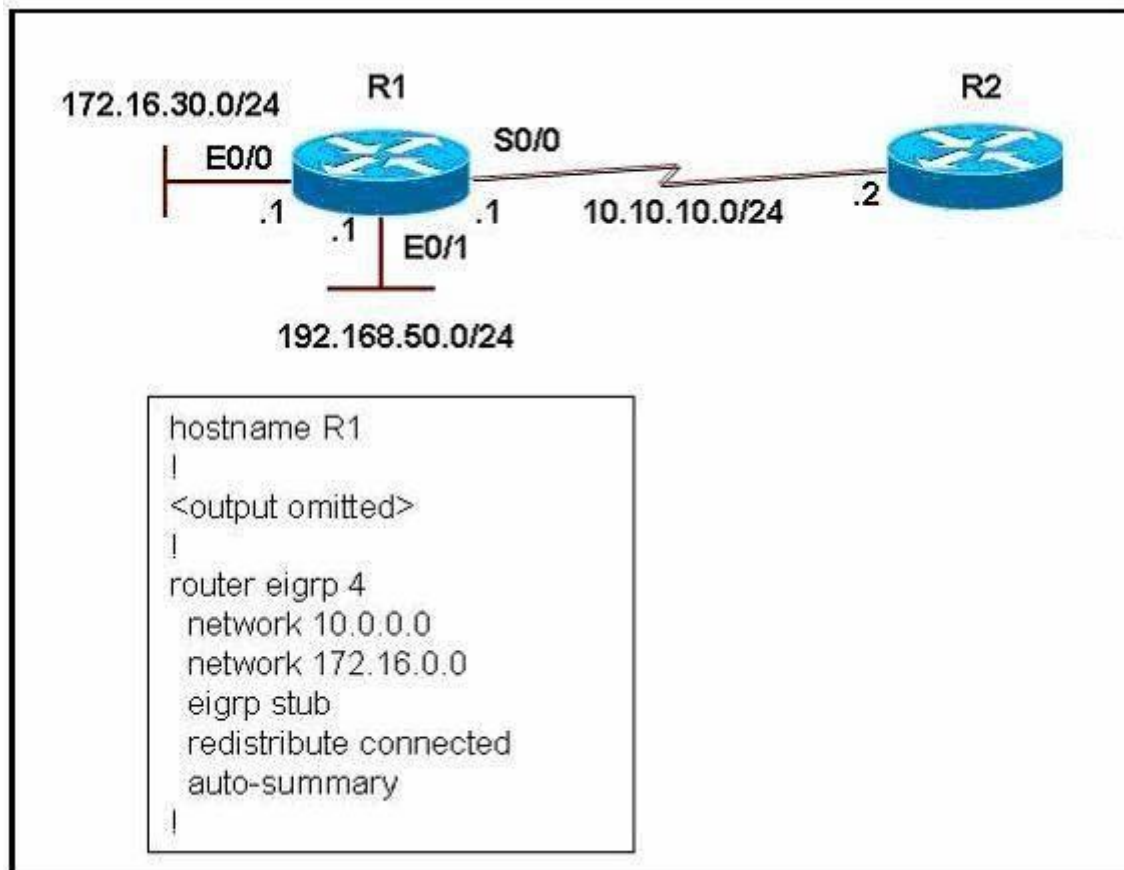 R1
R2
172.16.30.0/24
E0/0
S0/0
.1
.1
.1
E0/1
10.10.10.0/24
.2
192.168.50.0/24
hostname R1
!
<output omitted>
!
router eigrp 4
network 10.0.0.0
network 172.16.0.0
eigrp stub
redistribute connected
auto-summary
!